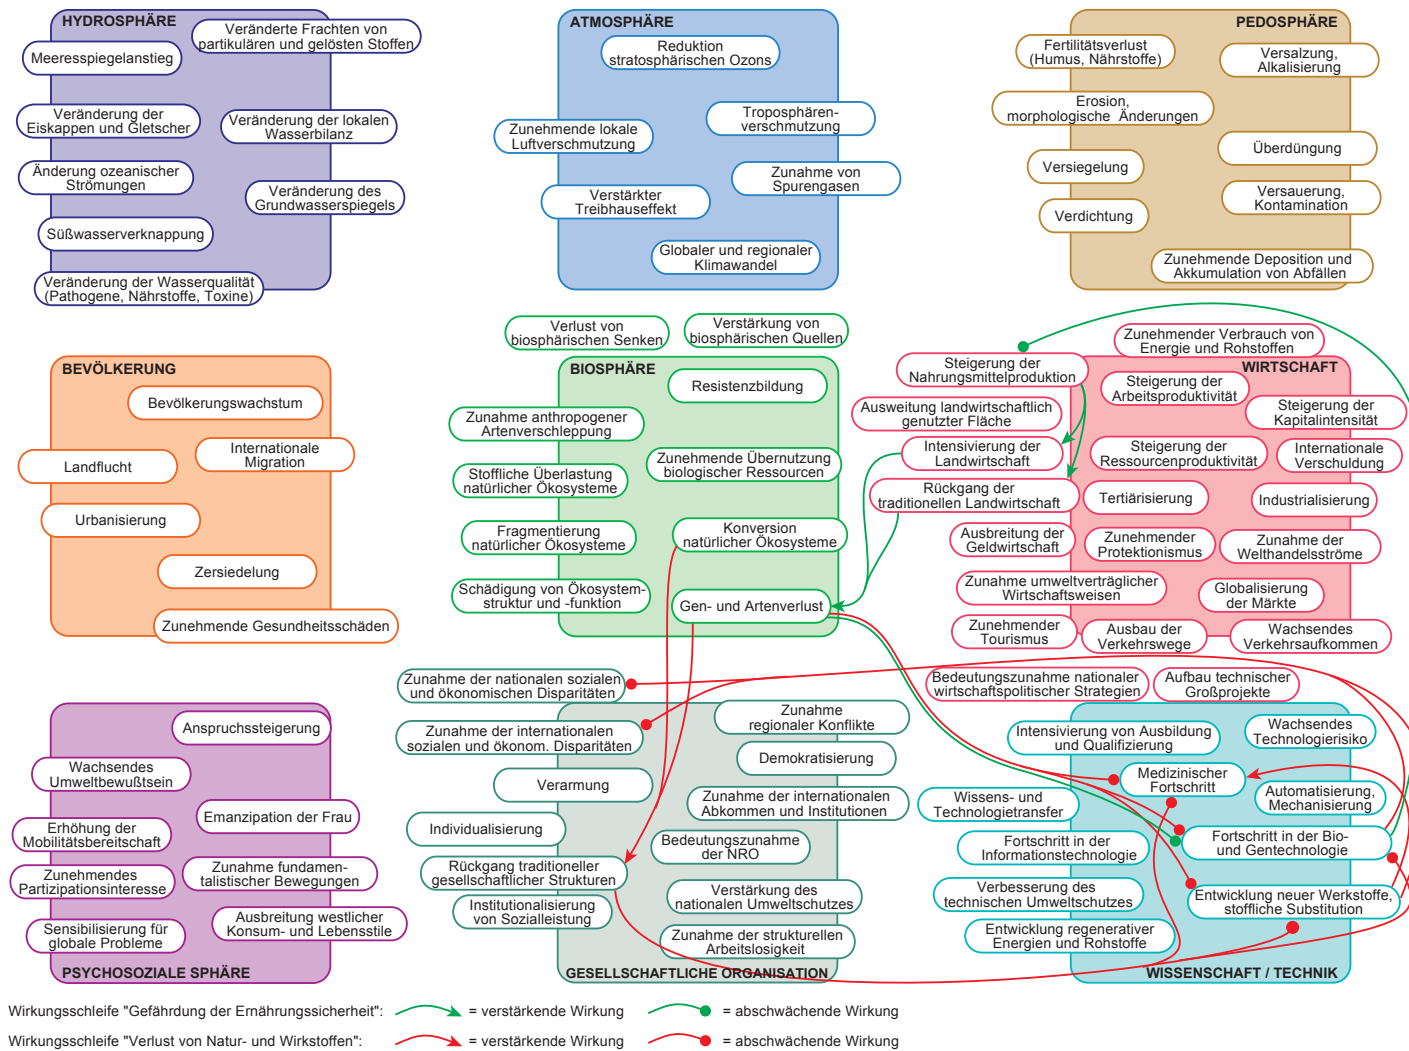 HYDROSPHÄRE
Veränderte Frachten von
partikulären und gelösten Stoffen
Meeresspiegelanstieg
Veränderung der
Eiskappen und Gletscher
Veränderung der lokalen
Wasserbilanz
Änderung ozeanischer
Strömungen
Veränderung des
Grundwasserspiegels
Süßwasserverknappung
Veränderung der Wasserqualität
(Pathogene, Nährstoffe, Toxine)
ATMOSPHÄRE
Reduktion
stratosphärischen Ozons
Troposphären-
verschmutzung
Zunehmende lokale
Luftverschmutzung
Zunahme von
Spurengasen
Verstärkter
Treibhauseffekt
Globaler und regionaler
Klimawandel
PEDOSPHÄRE
Fertilitätsverlust
(Humus, Nährstoffe)
Versalzung,
Alkalisierung
Erosion,
morphologische Änderungen
Überdüngung
Versiegelung
Versauerung,
Kontamination
Verdichtung
Zunehmende Deposition und
Akkumulation von Abfällen
BEVÖLKERUNG
Bevölkerungswachstum
Internationale
Migration
Landflucht
Urbanisierung
Zersiedelung
Zunehmende Gesundheitsschäden
Verlust von
biosphärischen Senken
Verstärkung von
biosphärischen Quellen
BIOSPHÄRE
Resistenzbildung
Zunahme anthropogener
Artenverschleppung
Zunehmende Übernutzung
biologischer Ressourcen
Stoffliche Überlastung
natürlicher Ökosysteme
Fragmentierung
natürlicher Ökosysteme
Konversion
natürlicher Ökosysteme
Schädigung von Ökosystem-
struktur und -funktion
Gen- und Artenverlust
Zunehmender Verbrauch von
Energie und Rohstoffen
WIRTSCHAFT
Steigerung der
Nahrungsmittelproduktion
Steigerung der
Arbeitsproduktivität
Ausweitung landwirtschaftlich
genutzter Fläche
Steigerung der
Kapitalintensität
Intensivierung der
Landwirtschaft
Steigerung der
Ressourcenproduktivität
Internationale
Verschuldung
Rückgang der
traditionellen Landwirtschaft
Tertiärisierung
Industrialisierung
Ausbreitung der
Geldwirtschaft
Zunehmender
Protektionismus
Zunahme der
Welthandelsströme
Zunahme umweltverträglicher
Wirtschaftsweisen
Globalisierung
der Märkte
Zunehmender
Tourismus
Ausbau der
Verkehrswege
Wachsendes
Verkehrsaufkommen
Bedeutungszunahme nationaler
wirtschaftspolitischer Strategien
Aufbau technischer
Großprojekte
Anspruchssteigerung
Wachsendes
Umweltbewußtsein
Emanzipation der Frau
Erhöhung der
Mobilitätsbereitschaft
Zunehmendes
Partizipationsinteresse
Zunahme fundamen-
talistischer Bewegungen
Sensibilisierung für
globale Probleme
Ausbreitung westlicher
Konsum- und Lebensstile
PSYCHOSOZIALE SPHÄRE
Zunahme der nationalen sozialen
und ökonomischen Disparitäten
Zunahme der internationalen
sozialen und ökonom. Disparitäten
Zunahme
regionaler Konflikte
Demokratisierung
Verarmung
Zunahme der internationalen
Abkommen und Institutionen
Individualisierung
Bedeutungszunahme
der NRO
Rückgang traditioneller
gesellschaftlicher Strukturen
Verstärkung des
nationalen Umweltschutzes
Institutionalisierung
von Sozialleistung
Zunahme der strukturellen
Arbeitslosigkeit
GESELLSCHAFTLICHE ORGANISATION
Intensivierung von Ausbildung
und Qualifizierung
Wachsendes
Technologierisiko
Medizinischer
Fortschritt
Wissens- und
Technologietransfer
Automatisierung,
Mechanisierung
Fortschritt in der
Informationstechnologie
Fortschritt in der Bio-
und Gentechnologie
Verbesserung des
technischen Umweltschutzes
Entwicklung neuer Werkstoffe,
stoffliche Substitution
Entwicklung regenerativer
Energien und Rohstoffe
WISSENSCHAFT / TECHNIK
Wirkungsschleife "Gefährdung der Ernährungssicherheit": = verstärkende Wirkung = abschwächende Wirkung
Wirkungsschleife "Verlust von Natur- und Wirkstoffen": = verstärkende Wirkung = abschwächende Wirkung